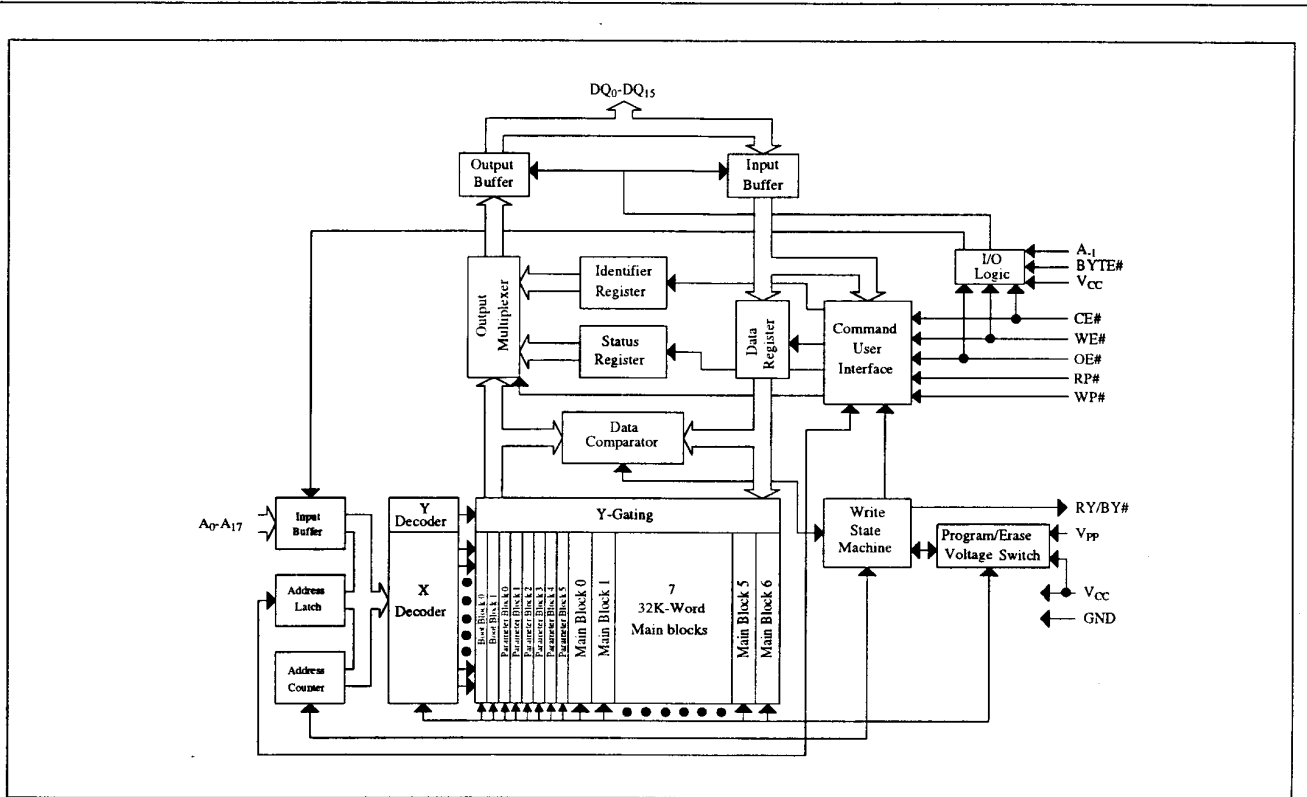 DQ0-DQ15
Output
Buffer
Input
Buffer
Output
Multiplexer
Identifier
Register
Status
Register
Data
Register
Command
User
Interface
I/O
Logic
A-1
BYTE#
VCC
CE#
WE#
OE#
RP#
WP#
Data
Comparator
A0-A17
Input
Buffer
Address
Latch
Address
Counter
Y
Decoder
X
Decoder
Y-Gating
Boot Block 0
Boot Block 1
Parameter Block 0
Parameter Block 1
Parameter Block 2
Parameter Block 3
Parameter Block 4
Parameter Block 5
Main Block 0
Main Block 1
7
32K-Word
Main blocks
Main Block 5
Main Block 6
Write
State
Machine
Program/Erase
Voltage Switch
RY/BY#
VPP
VCC
GND